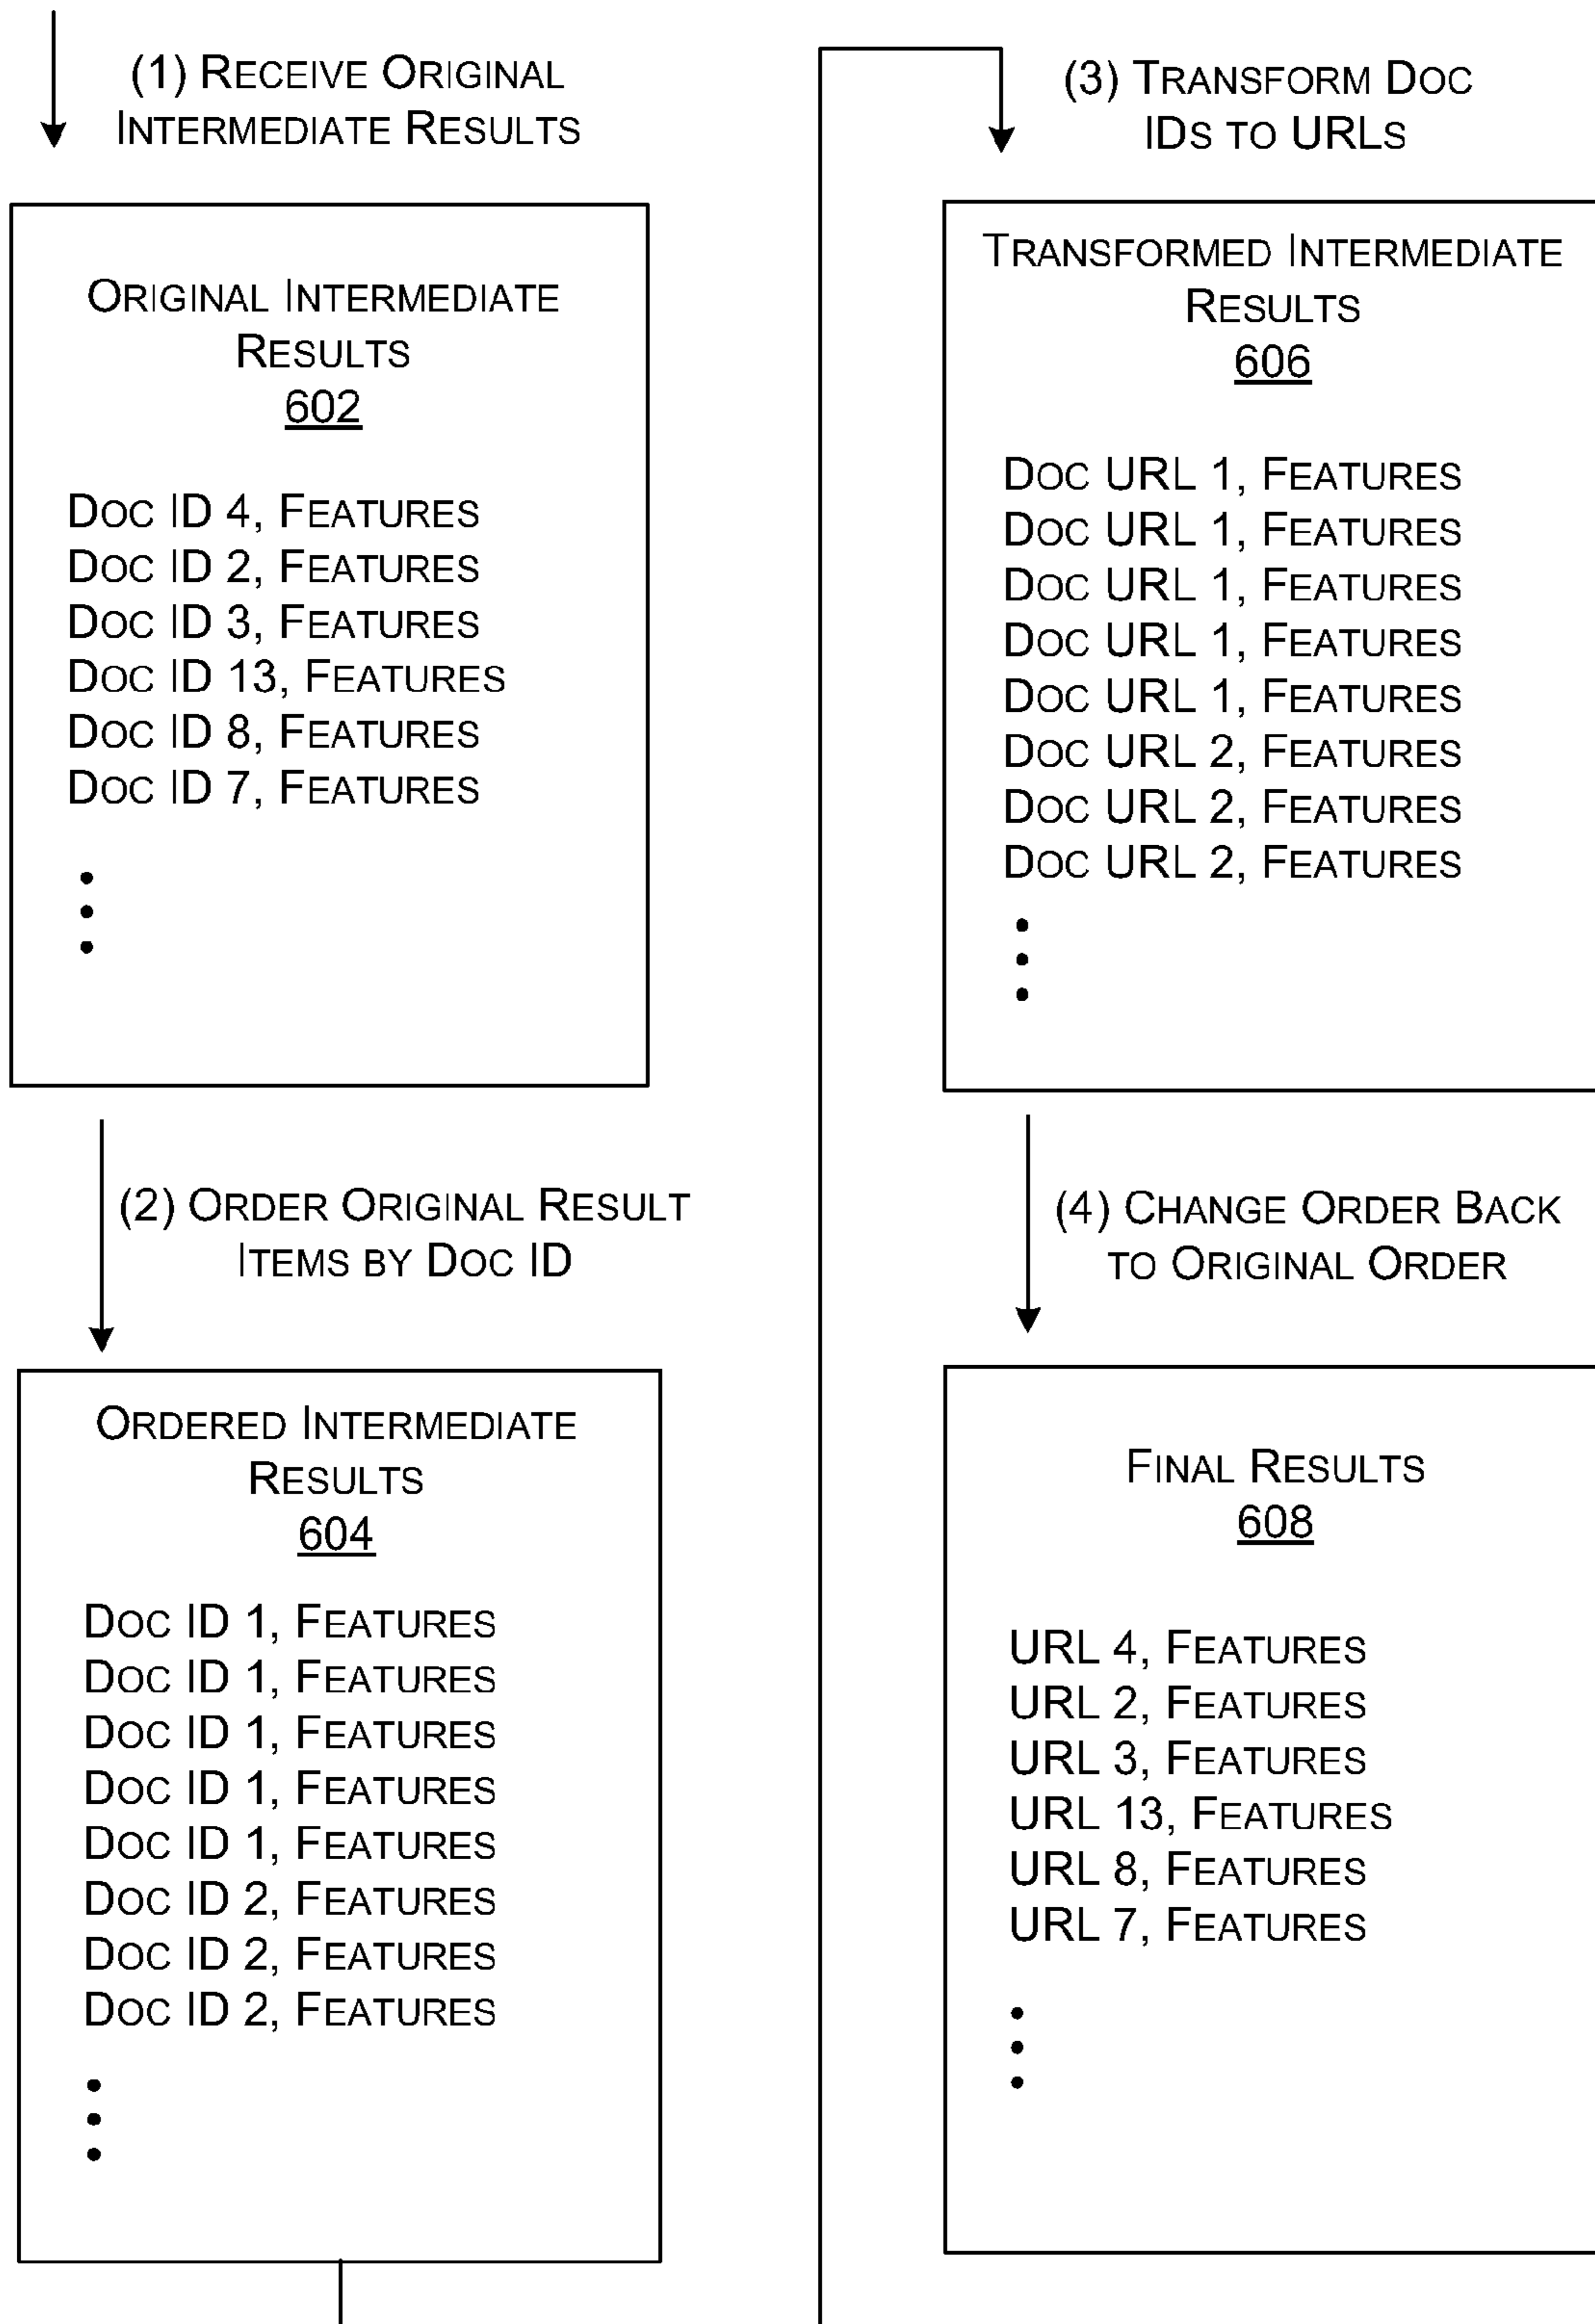 (1) RECEIVE ORIGINAL
INTERMEDIATE RESULTS
ORIGINAL INTERMEDIATE
RESULTS
602
DOC ID 4, FEATURES
DOC ID 2, FEATURES
DOC ID 3, FEATURES
DOC ID 13, FEATURES
DOC ID 8, FEATURES
DOC ID 7, FEATURES
(2) ORDER ORIGINAL RESULT
ITEMS BY DOC ID
ORDERED INTERMEDIATE
RESULTS
604
DOC ID 1, FEATURES
DOC ID 1, FEATURES
DOC ID 1, FEATURES
DOC ID 1, FEATURES
DOC ID 1, FEATURES
DOC ID 2, FEATURES
DOC ID 2, FEATURES
DOC ID 2, FEATURES
(3) TRANSFORM DOC
IDS TO URLS
TRANSFORMED INTERMEDIATE
RESULTS
606
DOC URL 1, FEATURES
DOC URL 1, FEATURES
DOC URL 1, FEATURES
DOC URL 1, FEATURES
DOC URL 1, FEATURES
DOC URL 2, FEATURES
DOC URL 2, FEATURES
DOC URL 2, FEATURES
(4) CHANGE ORDER BACK
TO ORIGINAL ORDER
FINAL RESULTS
608
URL 4, FEATURES
URL 2, FEATURES
URL 3, FEATURES
URL 13, FEATURES
URL 8, FEATURES
URL 7, FEATURES